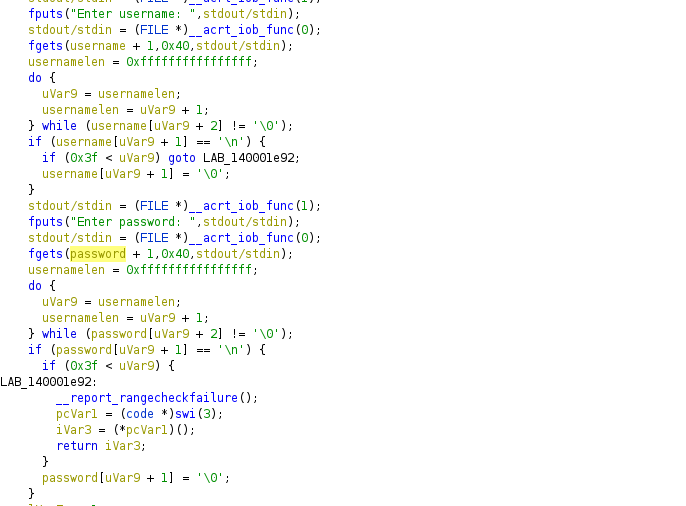 stdout/stdin = (FILE *)__acrt_iob_func(1);
fputs("Enter username: ",stdout/stdin);
stdout/stdin = (FILE *)__acrt_iob_func(0);
fgets(username + 1,0x40,stdout/stdin);
usernamelen = 0xffffffffffffffff;
do {
uVar9 = usernamelen;
usernamelen = uVar9 + 1;
} while (username[uVar9 + 2] != '\0');
if (username[uVar9 + 1] == '\n') {
if (0x3f < uVar9) goto LAB_140001e92;
username[uVar9 + 1] = '\0';
}
stdout/stdin = (FILE *)__acrt_iob_func(1);
fputs("Enter password: ",stdout/stdin);
stdout/stdin = (FILE *)__acrt_iob_func(0);
fgets(password + 1,0x40,stdout/stdin);
usernamelen = 0xffffffffffffffff;
do {
uVar9 = usernamelen;
usernamelen = uVar9 + 1;
} while (password[uVar9 + 2] != '\0');
if (password[uVar9 + 1] == '\n') {
if (0x3f < uVar9) {
LAB_140001e92:
__report_rangecheckfailure();
pcVar1 = (code *)swi(3);
iVar3 = (*pcVar1)();
return iVar3;
}
password[uVar9 + 1] = '\0';
}